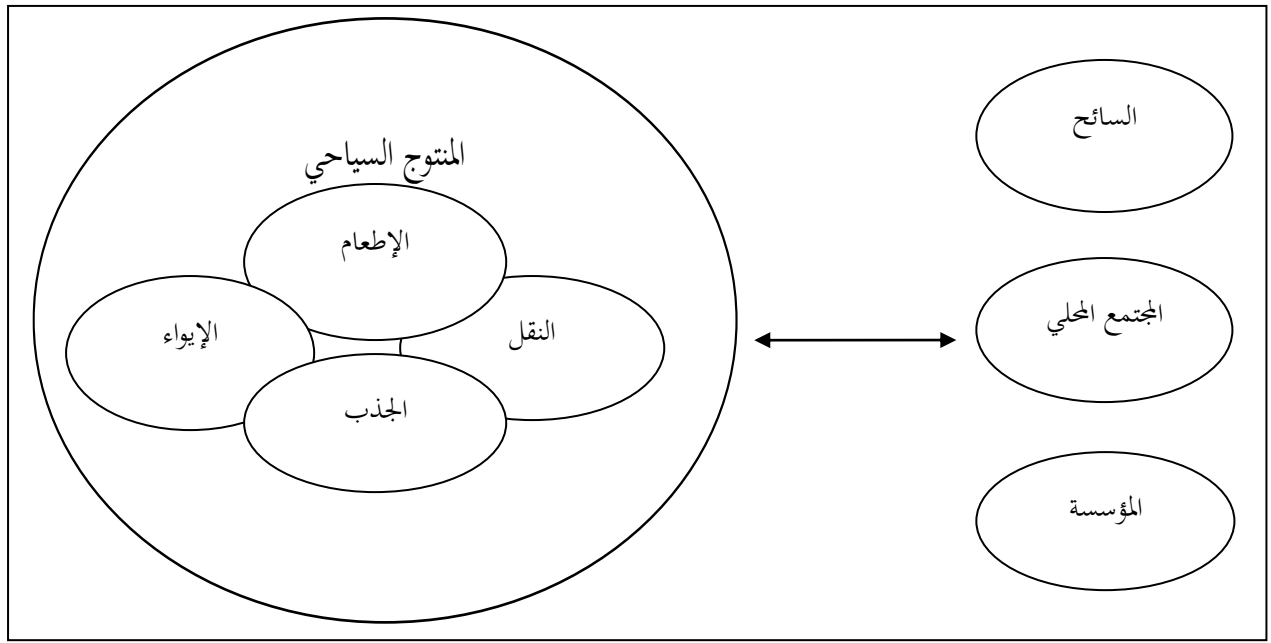 السائح
المنتوج السياحي
الإطعام
المجتمع المحلي
النقل
الإيواء
الجذب
المؤسسة